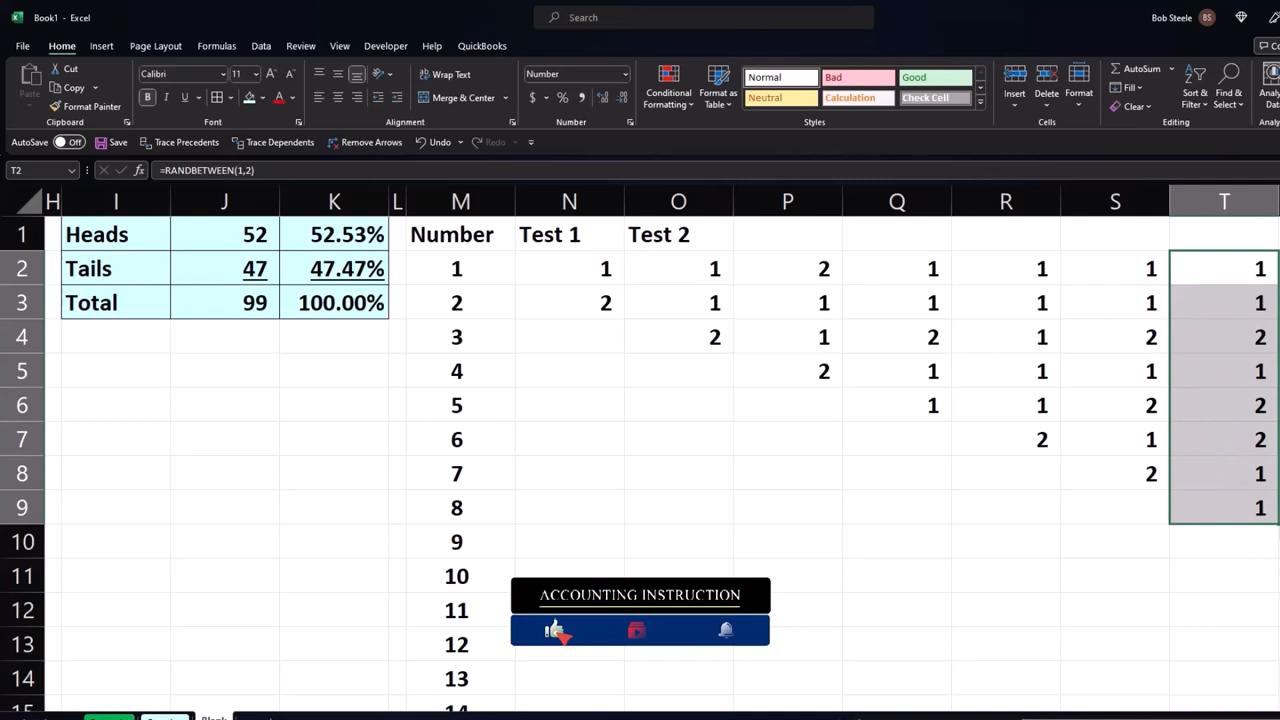 Book1 - Excel
Search
Bob Steele BS
File Home Insert Page Layout Formulas Data Review View Developer Help QuickBooks
Cut
Copy
Format Painter
Paste
Clipboard
Calibri 11
Font
Wrap Text
Merge & Center
Alignment
Number
Number
Conditional Formatting
Format as Table
Normal Bad Good
Neutral Calculation Check Cell
Styles
Insert Delete Format
Cells
AutoSum
Fill
Clear
Sort & Filter
Find & Select
Editing
AutoSave Off Save Trace Precedents Trace Dependents Remove Arrows Undo Redo
T2 fx =RANDBETWEEN(1,2)
H I J K L M N O P Q R S T
1 Heads 52 52.53% Number Test 1 Test 2
2 Tails 47 47.47% 1 1 1 2 1 1 1 1
3 Total 99 100.00% 2 2 1 1 1 1 1 1
4 3 2 1 2 1 2 2
5 4 2 1 1 1 1
6 5 1 1 2 2
7 6 2 1 2
8 7 2 1
9 8 1
10 9
11 10
12 11
13 12
14 13
ACCOUNTING INSTRUCTION